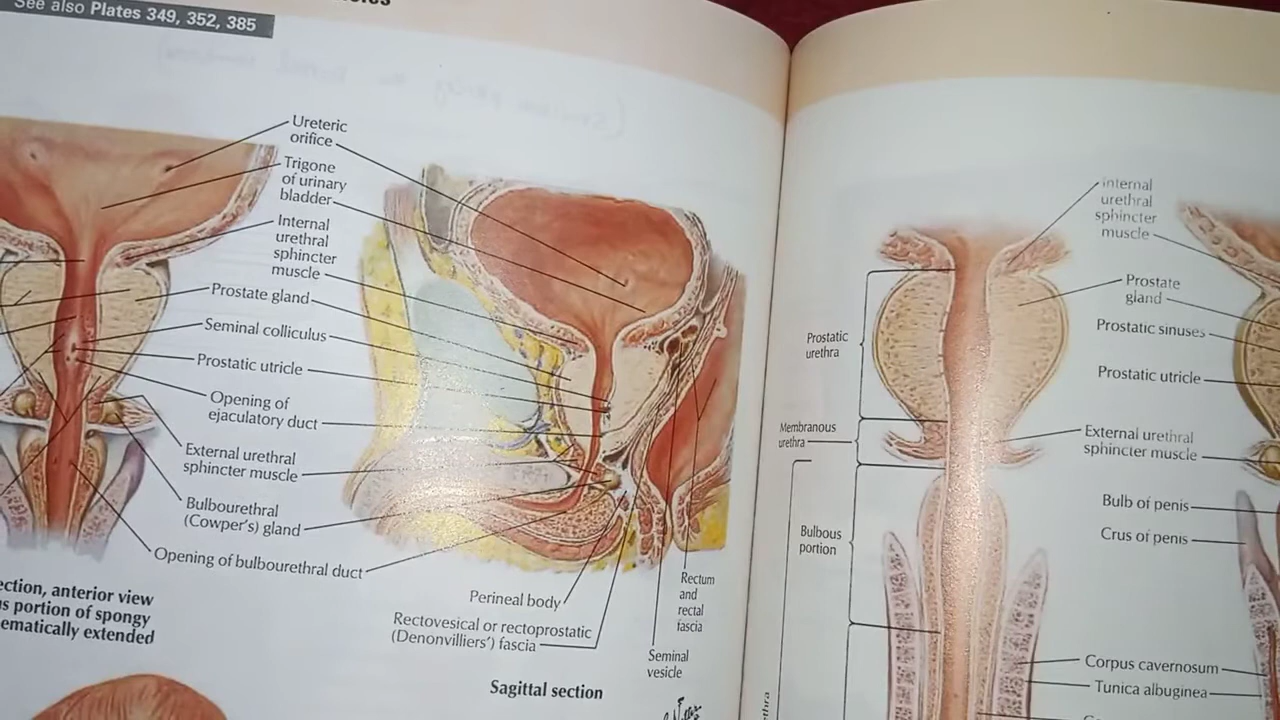 See also Plates 349, 352, 385
Ureteric
orifice
Trigone
of urinary
bladder
Internal
urethral
sphincter
muscle
Prostate gland
Seminal colliculus
Prostatic utricle
Opening of
ejaculatory duct
External urethral
sphincter muscle
Bulbourethral
(Cowper's) gland
Opening of bulbourethral duct
ection, anterior view
s portion of spongy
ematically extended
Perineal body
Rectovesical or rectoprostatic
(Denonvilliers') fascia
Rectum
and
rectal
fascia
Seminal
vesicle
Sagittal section
internal
urethral
sphincter
muscle
Prostate
gland
Prostatic sinuses
Prostatic utricle
Prostatic
urethra
Membranous
urethra
External urethral
sphincter muscle
Bulb of penis
Crus of penis
Bulbous
portion
Corpus cavernosum
Tunica albuginea